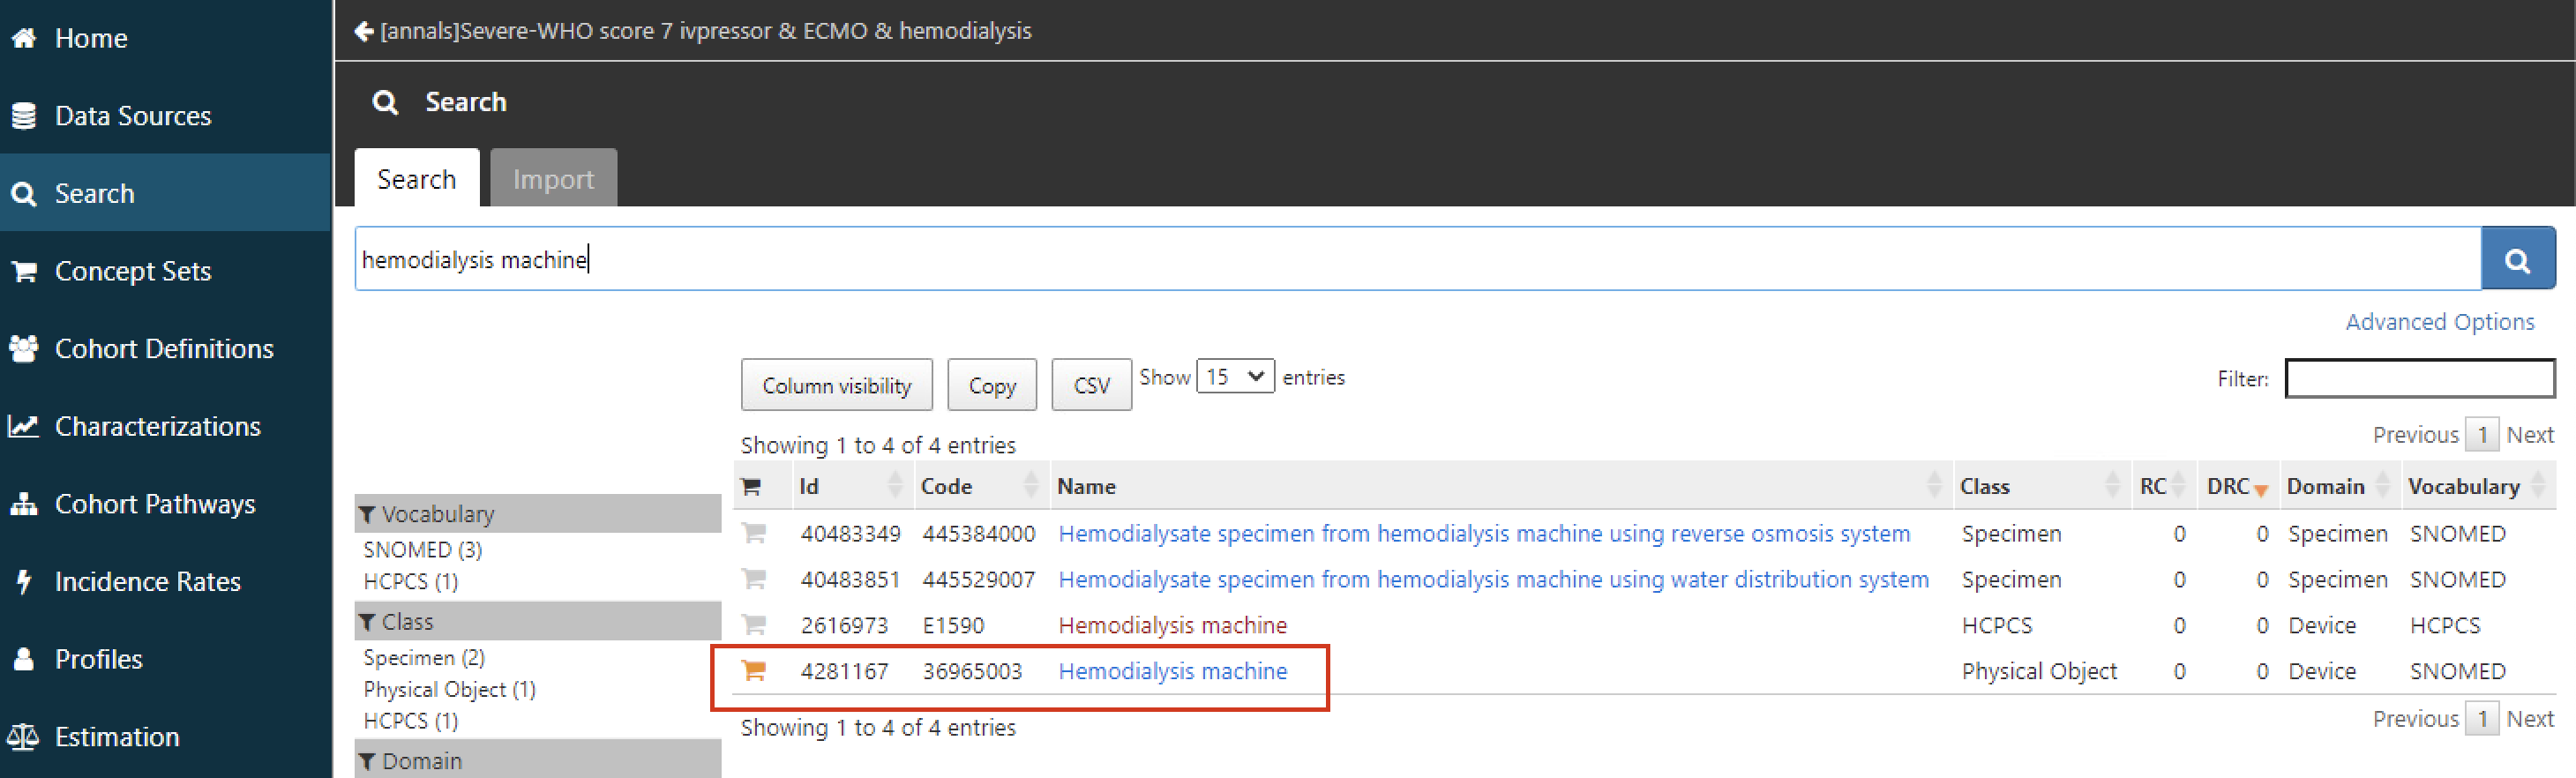 Home
Data Sources
Search
Concept Sets
Cohort Definitions
Characterizations
Cohort Pathways
Incidence Rates
Profiles
Estimation
[annals]Severe-WHO score 7 ivpressor & ECMO & hemodialysis
Search
Search Import
hemodialysis machine
Advanced Options
Column visibility Copy CSV Show 15 entries Filter:
Showing 1 to 4 of 4 entries Previous 1 Next
Vocabulary
SNOMED (3)
HCPCS (1)
Class
Specimen (2)
Physical Object (1)
HCPCS (1)
Domain
Id Code Name Class RC DRC Domain Vocabulary
40483349 445384000 Hemodialysate specimen from hemodialysis machine using reverse osmosis system Specimen 0 0 Specimen SNOMED
40483851 445529007 Hemodialysate specimen from hemodialysis machine using water distribution system Specimen 0 0 Specimen SNOMED
2616973 E1590 Hemodialysis machine HCPCS 0 0 Device HCPCS
4281167 36965003 Hemodialysis machine Physical Object 0 0 Device SNOMED
Showing 1 to 4 of 4 entries Previous 1 Next